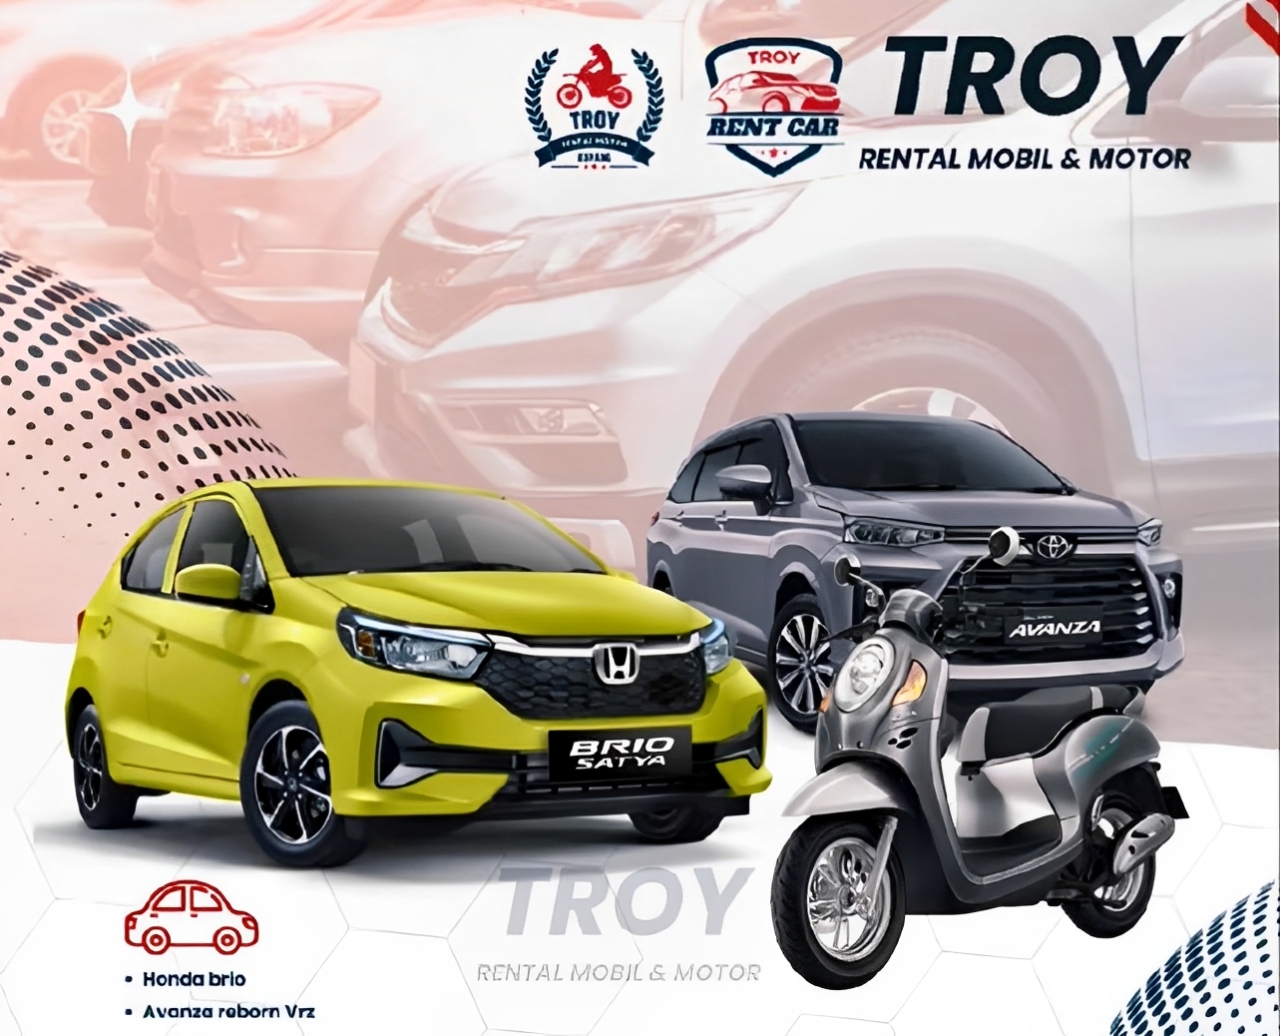 TROY
KUPANG
TROY
RENT CAR
TROY
RENTAL MOBIL & MOTOR
AVANZA
BRIO
SATYA
TROY
RENTAL MOBIL & MOTOR
• Honda brio
• Avanza reborn Vrz